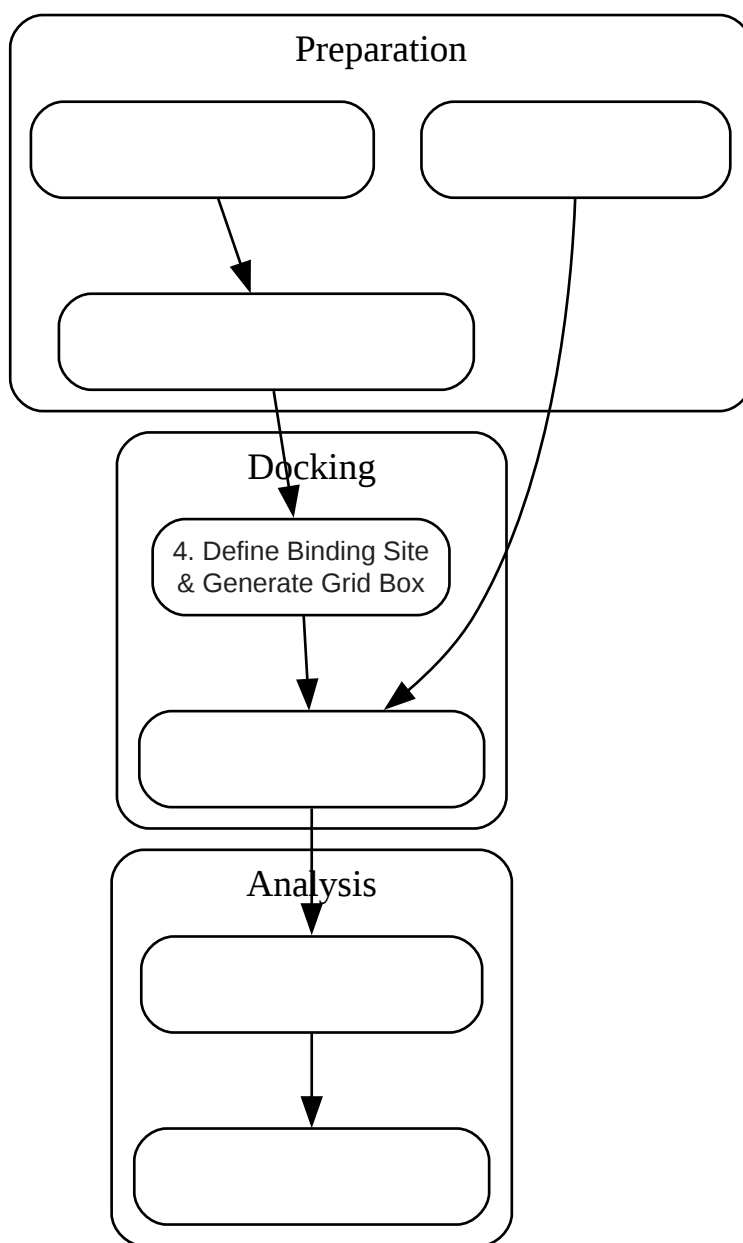 Preparation
Docking
4. Define Binding Site
& Generate Grid Box
Analysis